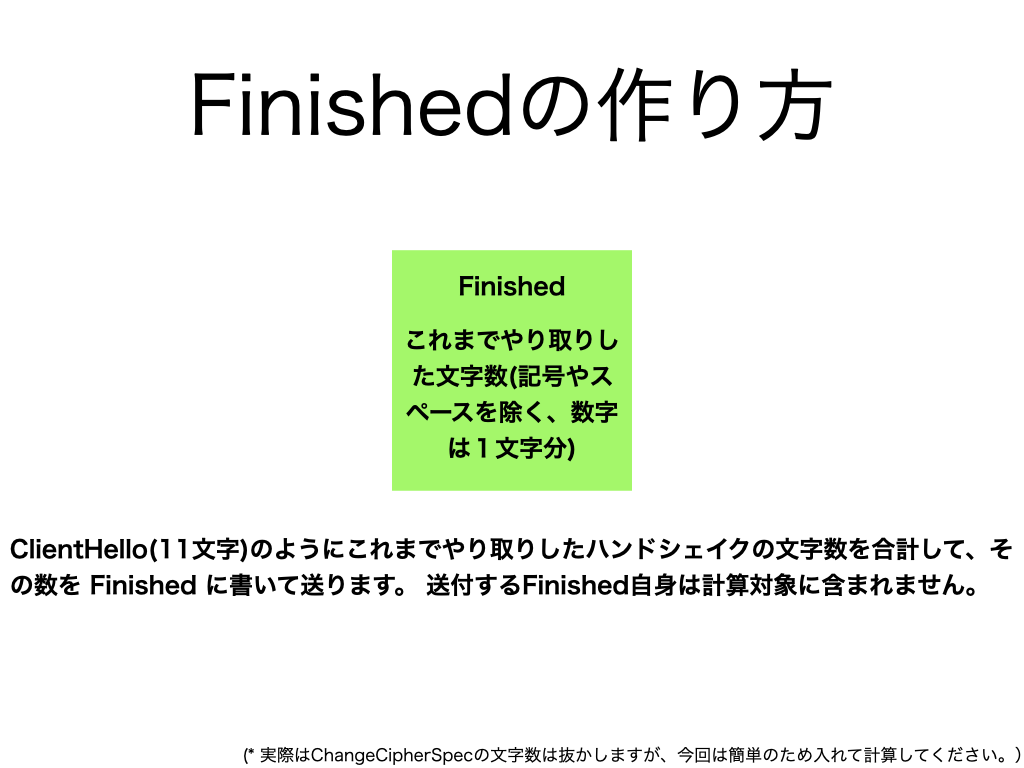 Finishedの作り方
Finished
これまでやり取りし
た文字数(記号やス
ペースを除く、数字
は１文字分)
ClientHello(11文字)のようにこれまでやり取りしたハンドシェイクの文字数を合計して、そ
の数を Finished に書いて送ります。 送付するFinished自身は計算対象に含まれません。
(* 実際はChangeCipherSpecの文字数は抜かしますが、今回は簡単のため入れて計算してください。)